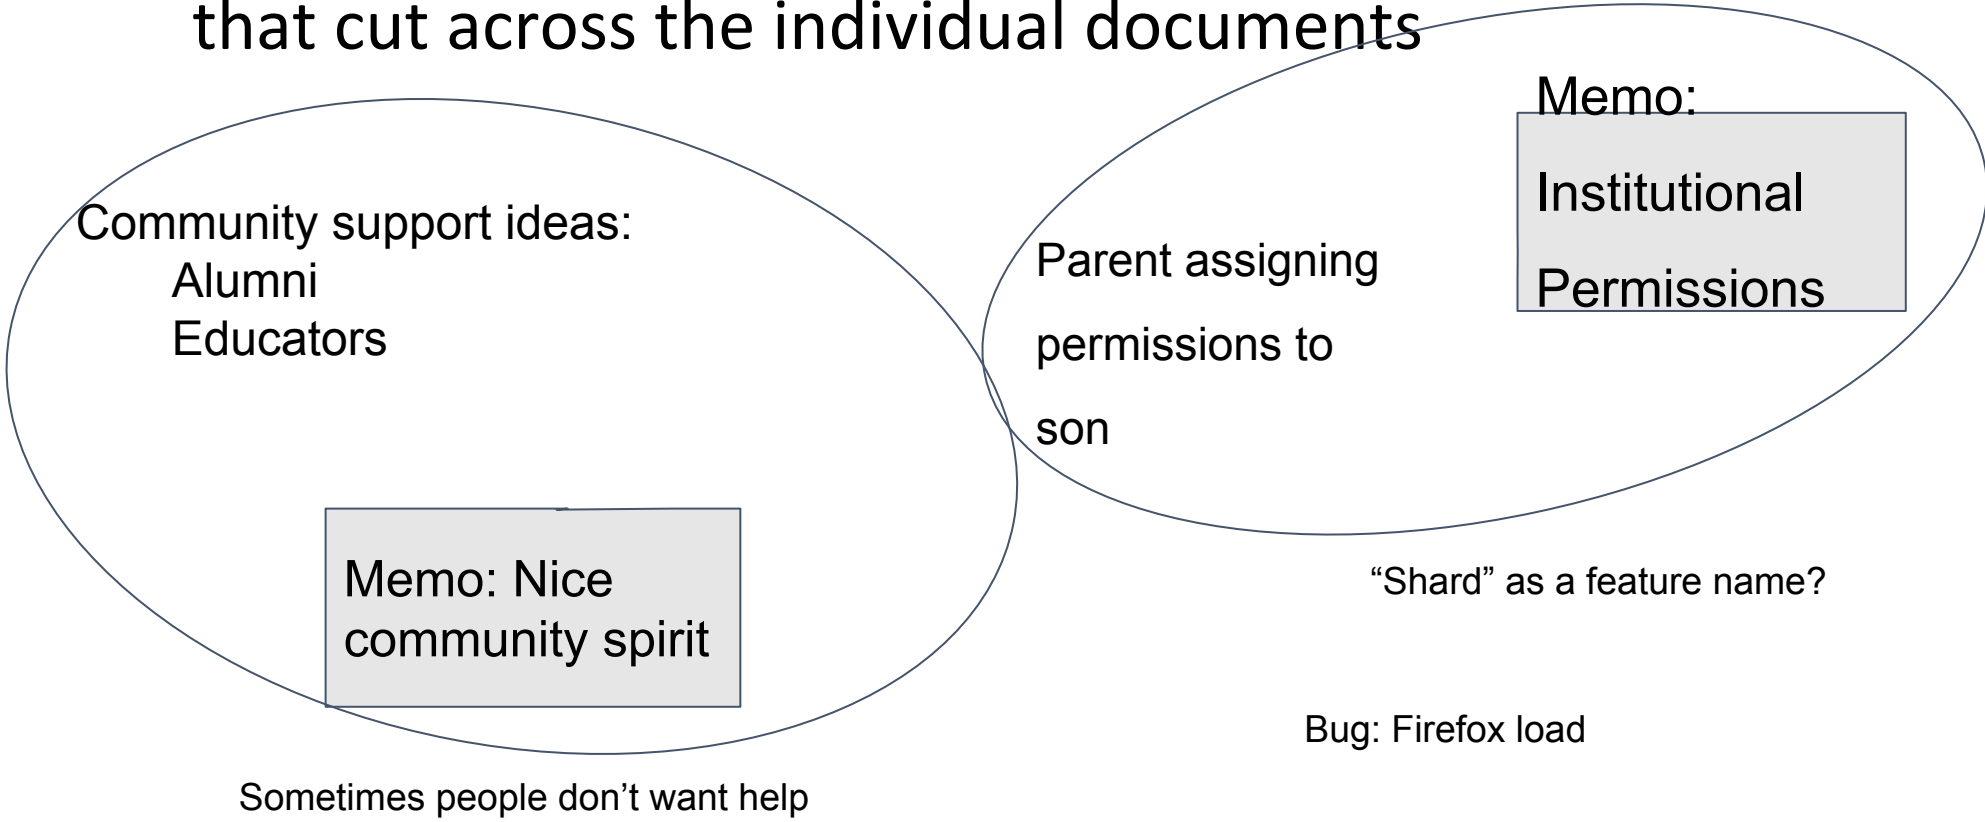 that cut across the individual documents
Memo:
Institutional
Permissions
Community support ideas:
Alumni
Educators
Parent assigning
permissions to
son
Memo: Nice
community spirit
“Shard” as a feature name?
Bug: Firefox load
Sometimes people don’t want help